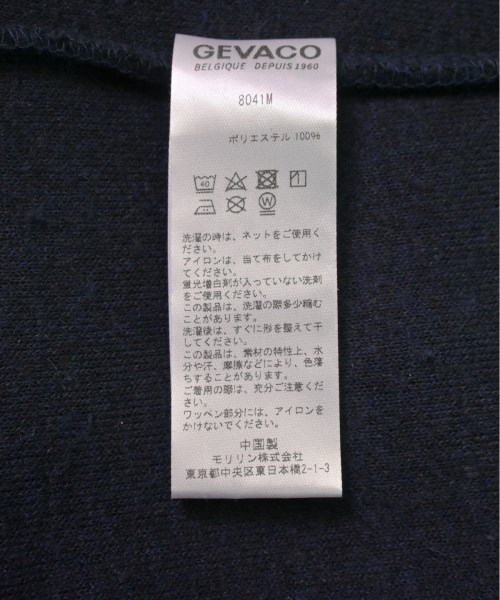 GEVACO
BELGIQUE DEPUIS1960
8041M
ポリエステル 100%
40
W
洗濯の時は、ネットをご使用く
ださい。
アイロンは、当て布をしてかけ
てください。
蛍光増白剤が入っていない洗剤
をご使用ください。
この製品は、洗濯の際多少縮む
ことがあります。
洗濯後は、すぐに形を整えて干
してください。
この製品は、素材の特性上、水
分や汗、摩擦などにより、色落
ちすることがあります。
ご着用の際は、充分ご注意くだ
さい。
ワッペン部分には、アイロンを
かけないでください。
中国製
モリリン株式会社
東京都中央区東日本橋2-1-3